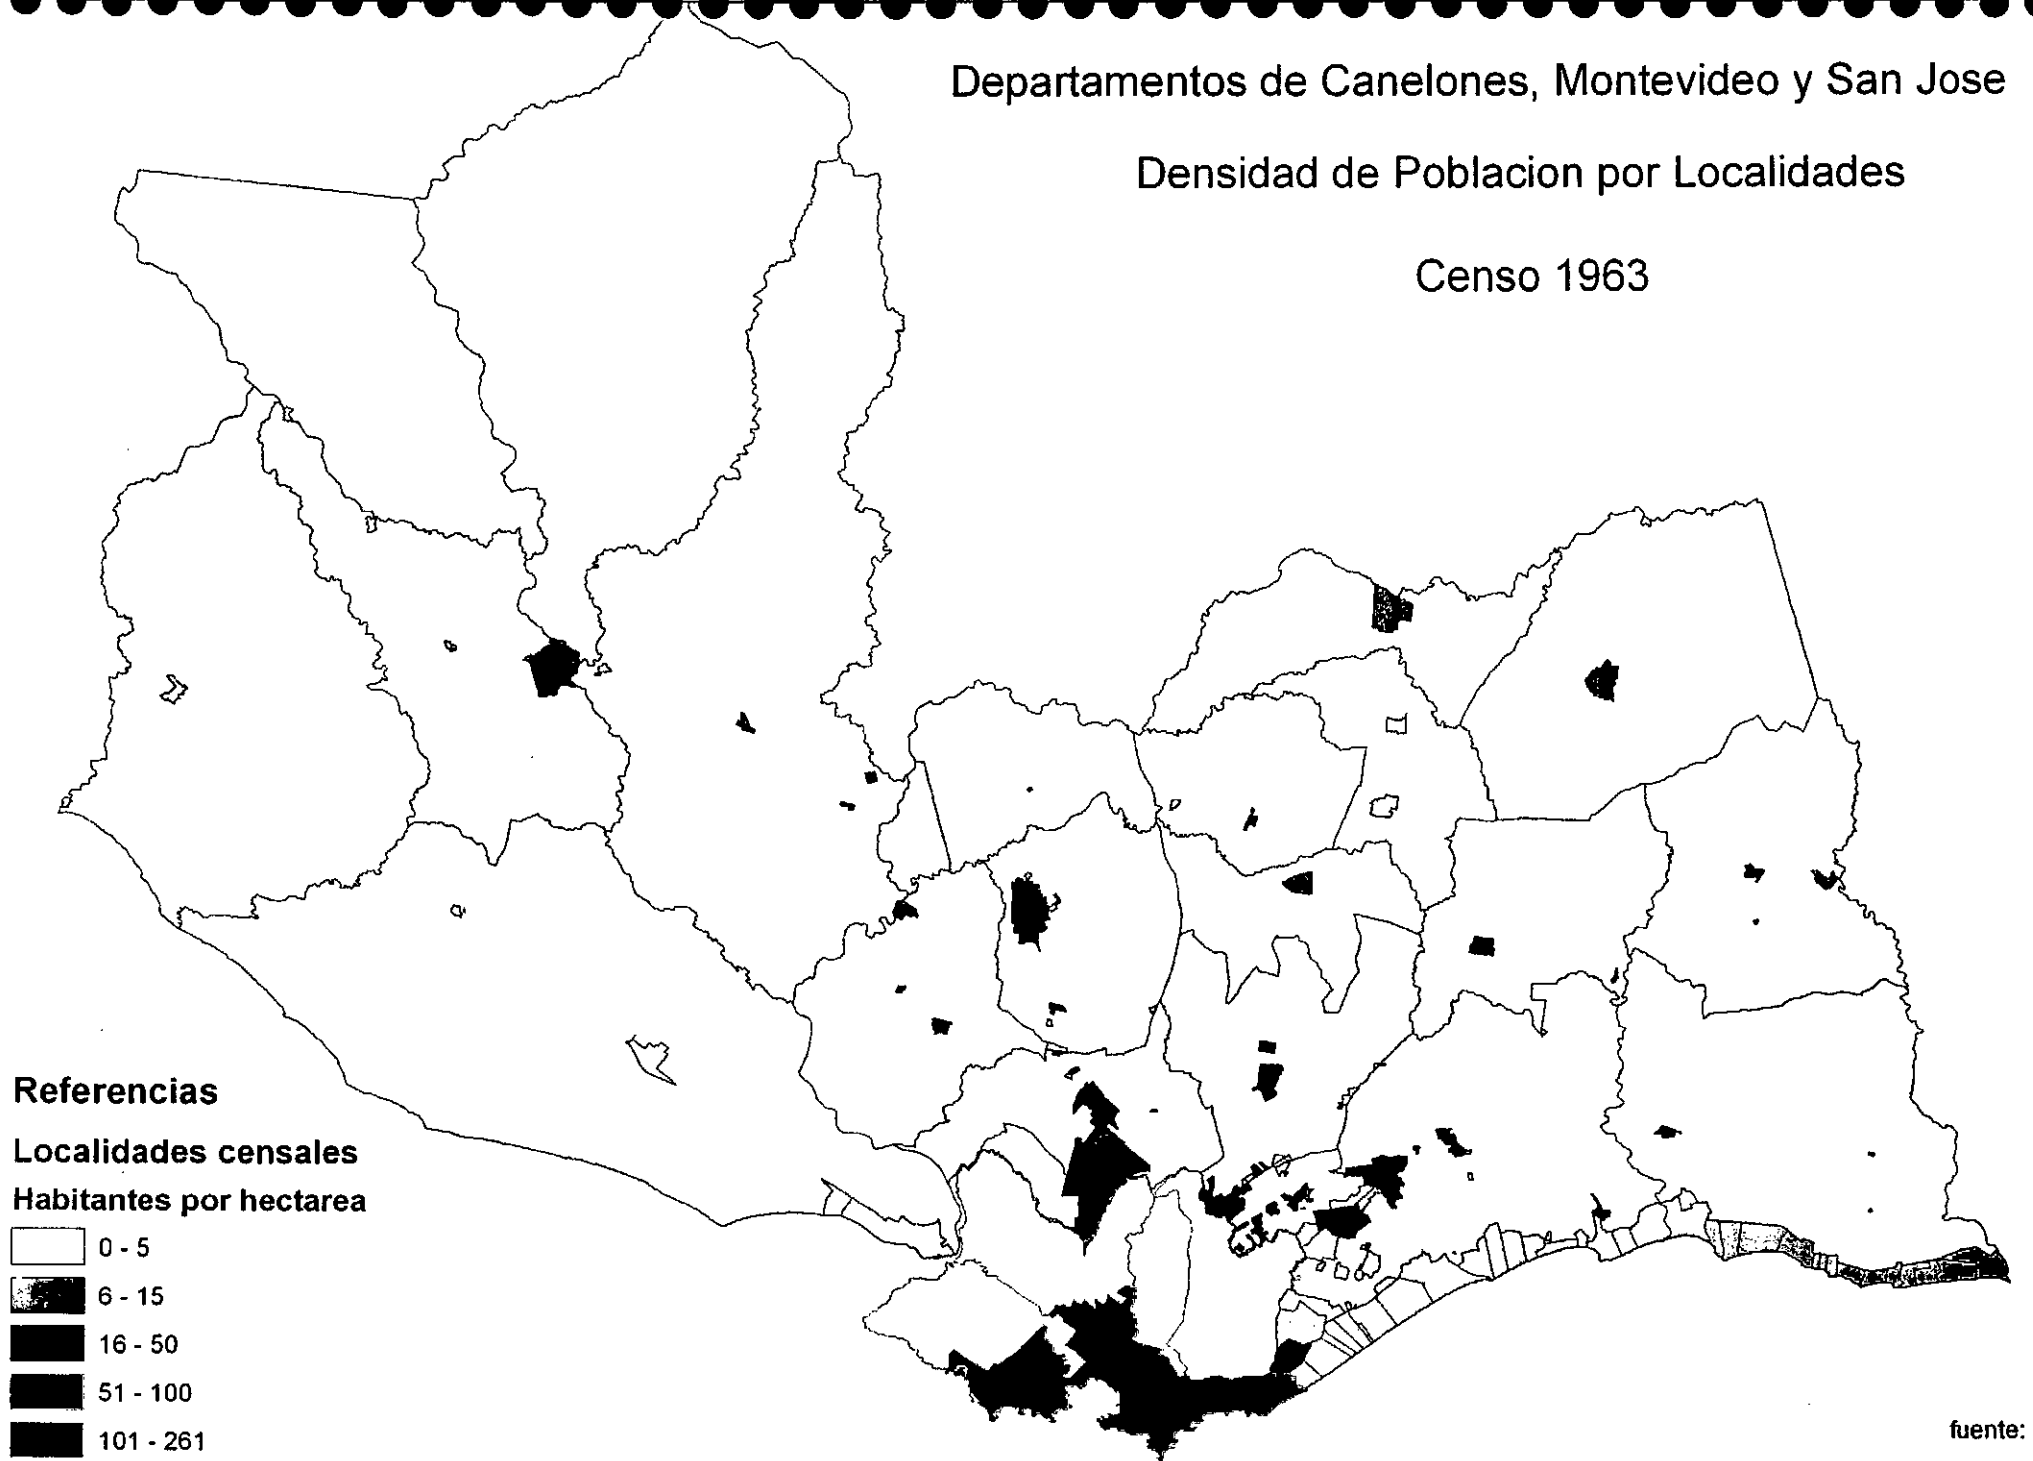 Departamentos de Canelones, Montevideo y San Jose
Densidad de Poblacion por Localidades
Censo 1963
Referencias
Localidades censales
Habitantes por hectarea
0 - 5
6 - 15
16 - 50
51 - 100
101 - 261
fuente: